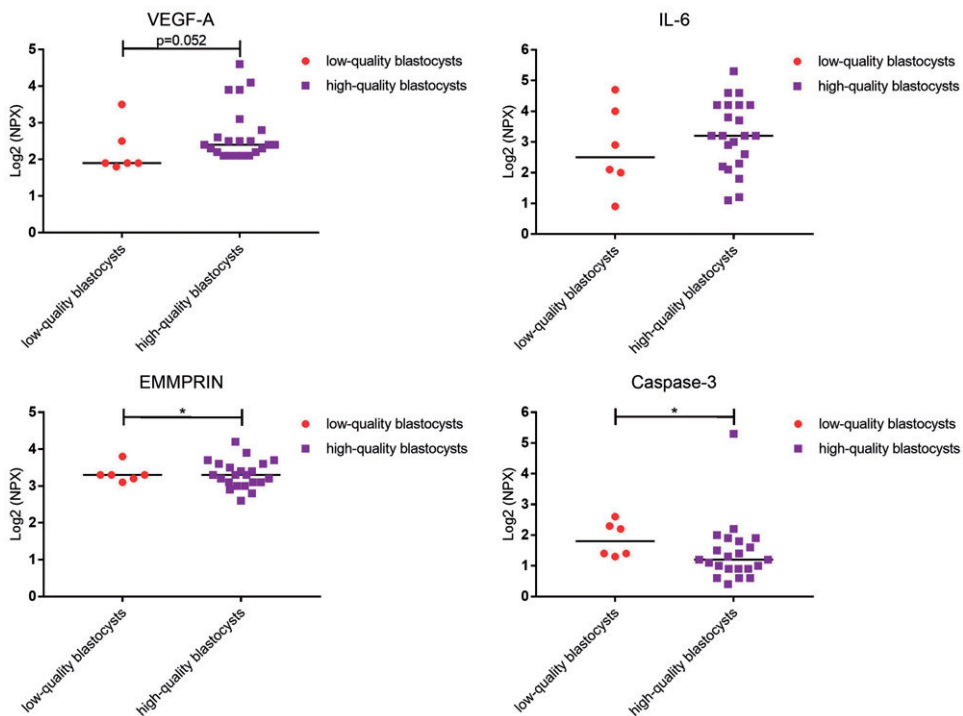 VEGF-A
p=0.052
5
4
3
2
1
0
Log2 (NPX)
low-quality blastocysts
high-quality blastocysts
low-quality blastocysts
high-quality blastocysts
IL-6
6
5
4
3
2
1
0
Log2 (NPX)
low-quality blastocysts
high-quality blastocysts
low-quality blastocysts
high-quality blastocysts
EMMPRIN
*
5
4
3
2
1
0
Log2 (NPX)
low-quality blastocysts
high-quality blastocysts
low-quality blastocysts
high-quality blastocysts
Caspase-3
*
6
5
4
3
2
1
0
Log2 (NPX)
low-quality blastocysts
high-quality blastocysts
low-quality blastocysts
high-quality blastocysts